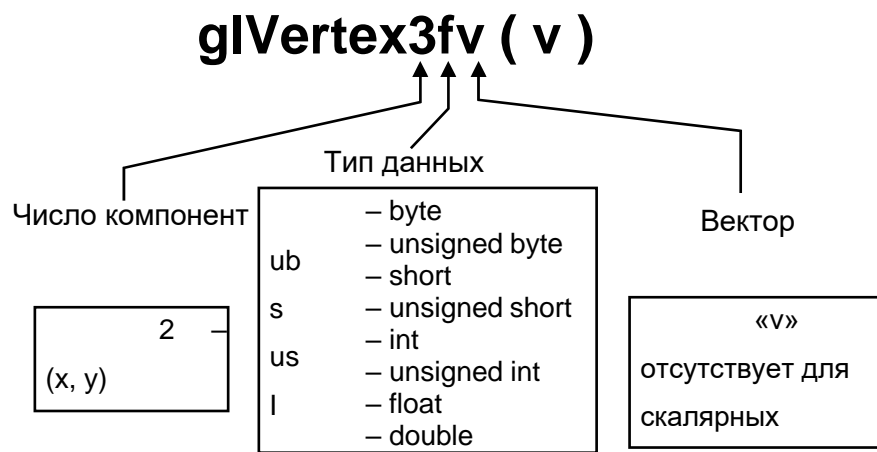 glVertex3fv ( v )
Тип данных
Число компонент
Вектор
– byte
– unsigned byte
ub
– short
s
– unsigned short
– int
us
– unsigned int
I
– float
– double
2 –
(x, y)
«v»
отсутствует для
скалярных